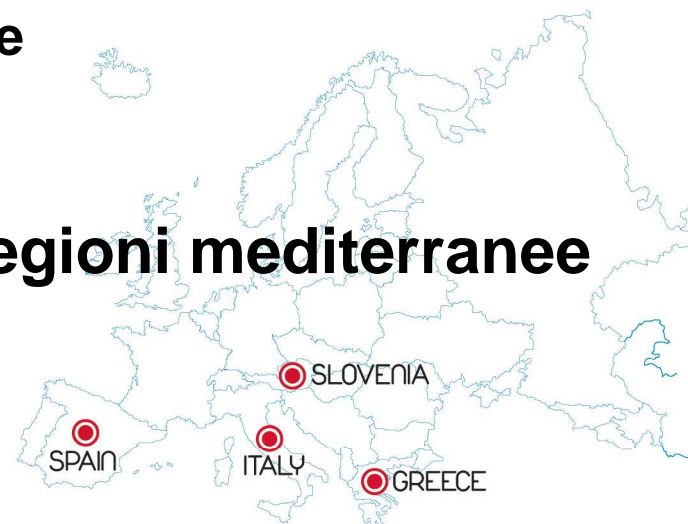 e
egioni mediterranee
SLOVENIA
SPAIN
ITALY
GREECE